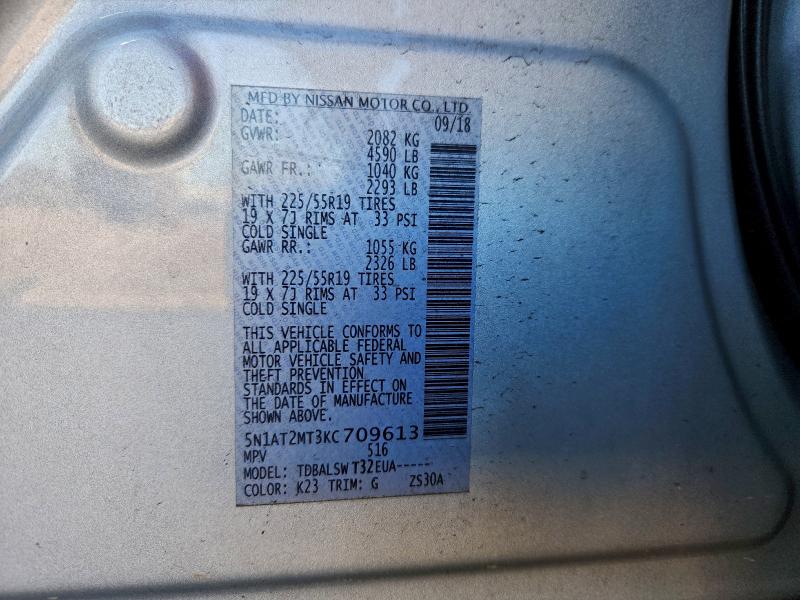 MFD BY NISSAN MOTOR CO., LTD.
DATE: 09/18
GVWR: 2082 KG
4590 LB
GAWR FR.: 1040 KG
2293 LB
WITH 225/55R19 TIRES
19 X 7J RIMS AT 33 PSI
COLD SINGLE
GAWR RR.: 1055 KG
2326 LB
WITH 225/55R19 TIRES
19 X 7J RIMS AT 33 PSI
COLD SINGLE
THIS VEHICLE CONFORMS TO
ALL APPLICABLE FEDERAL
MOTOR VEHICLE SAFETY AND
THEFT PREVENTION
STANDARDS IN EFFECT ON
THE DATE OF MANUFACTURE
SHOWN ABOVE.
5N1AT2MT3KC709613
MPV 516
MODEL: TDBALSW T32EUA-----
COLOR: K23 TRIM: G ZS30A